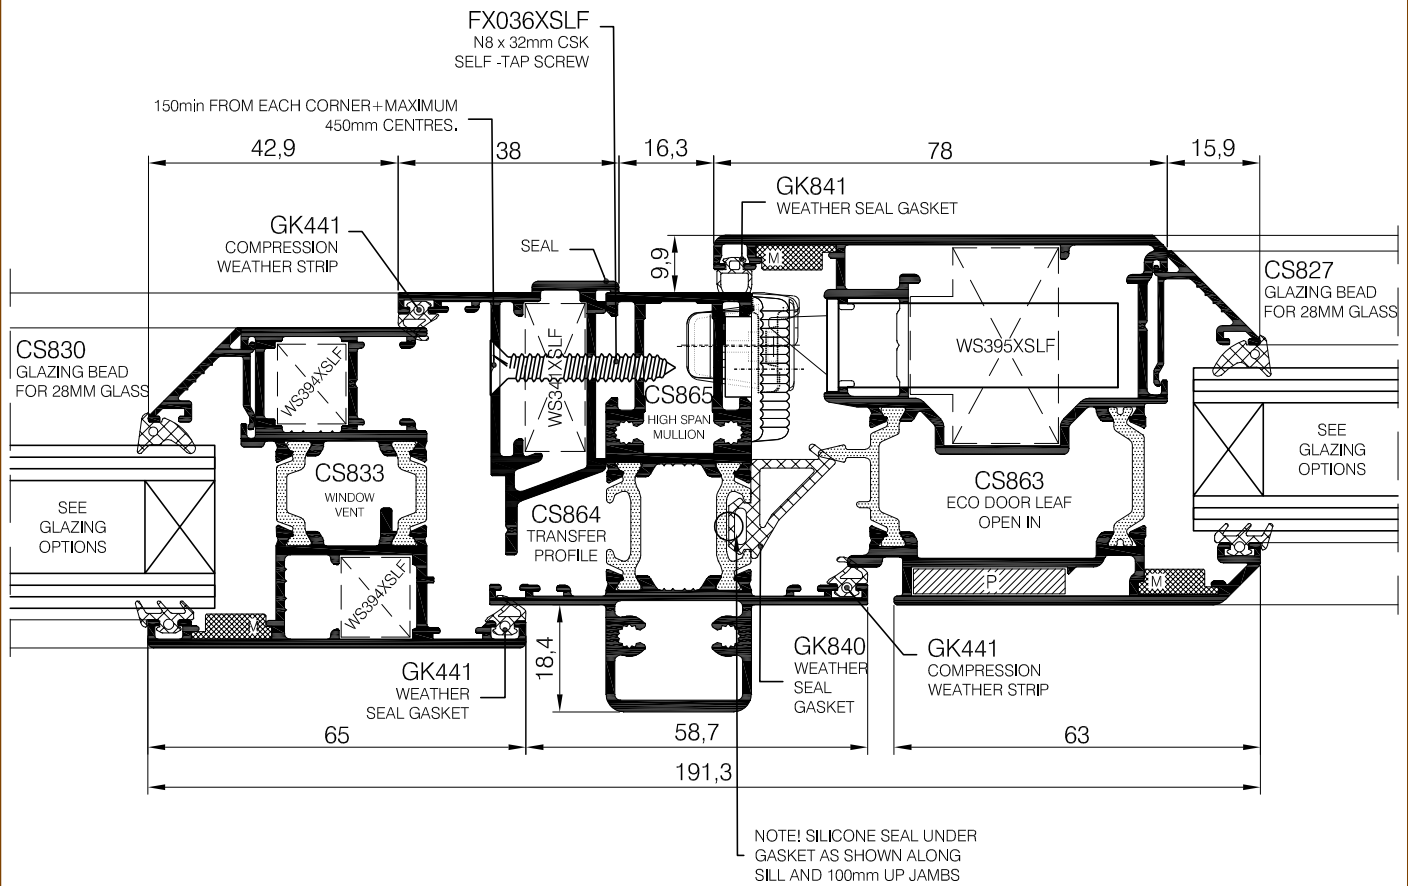 FX036XSLF
N8 x 32mm CSK
SELF -TAP SCREW
150min FROM EACH CORNER+MAXIMUM
450mm CENTRES.
42,9
38
16,3
78
15,9
GK841
WEATHER SEAL GASKET
GK441
COMPRESSION
WEATHER STRIP
SEAL
9,9
M
CS827
GLAZING BEAD
FOR 28MM GLASS
CS830
GLAZING BEAD
FOR 28MM GLASS
WS394XSLF
WS341XSLF
WS395XSLF
CS865
HIGH SPAN
MULLION
SEE
GLAZING
OPTIONS
CS833
WINDOW
VENT
CS863
ECO DOOR LEAF
OPEN IN
SEE
GLAZING
OPTIONS
CS864
TRANSFER
PROFILE
WS394XSLF
P
M
M
18,4
GK441
WEATHER
SEAL GASKET
GK840
WEATHER
SEAL
GASKET
GK441
COMPRESSION
WEATHER STRIP
65
58,7
63
191,3
NOTE! SILICONE SEAL UNDER
GASKET AS SHOWN ALONG
SILL AND 100mm UP JAMBS